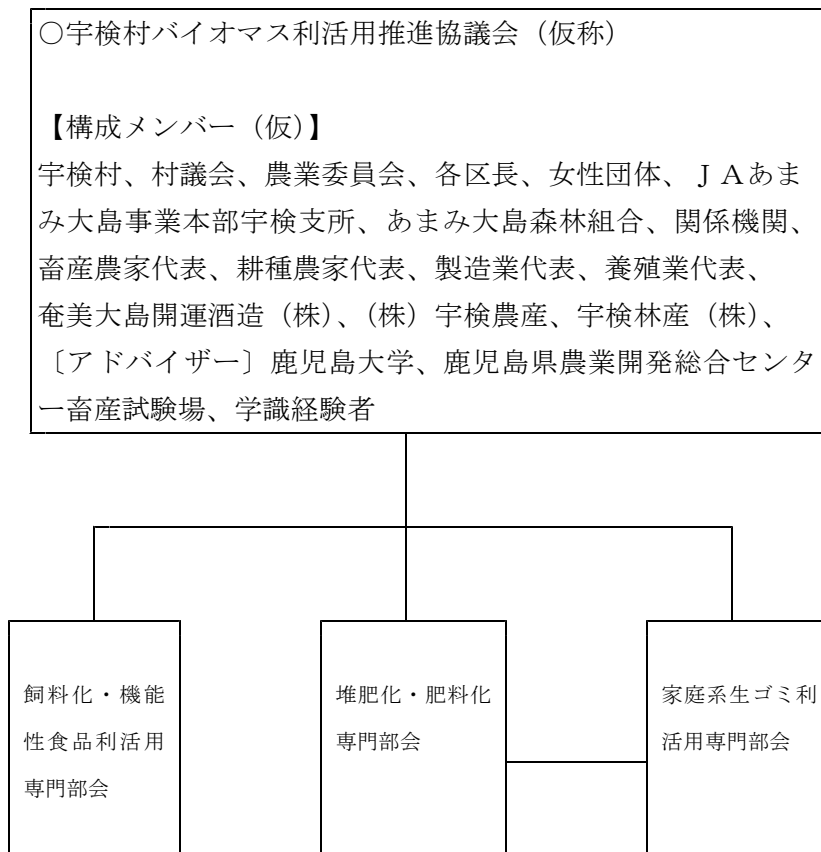 ○宇検村バイオマス利活用推進協議会（仮称）
【構成メンバー（仮）】
宇検村、村議会、農業委員会、各区長、女性団体、ＪＡあま
み大島事業本部宇検支所、あまみ大島森林組合、関係機関、
畜産農家代表、耕種農家代表、製造業代表、養殖業代表、
奄美大島開運酒造（株）、（株）宇検農産、宇検林産（株）、
〔アドバイザー〕鹿児島大学、鹿児島県農業開発総合センタ
ー畜産試験場、学識経験者
飼料化・機能
性食品利活用
専門部会
堆肥化・肥料化
専門部会
家庭系生ゴミ利
活用専門部会